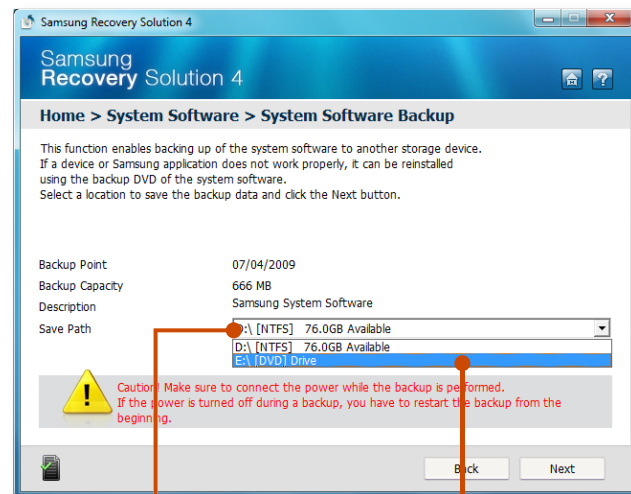 Samsung Recovery Solution 4
Samsung
Recovery Solution 4
Home > System Software > System Software Backup
This function enables backing up of the system software to another storage device.
If a device or Samsung application does not work properly, it can be reinstalled
using the backup DVD of the system software.
Select a location to save the backup data and click the Next button.
Backup Point 07/04/2009
Backup Capacity 666 MB
Description Samsung System Software
Save Path D:\ [NTFS] 76.0GB Available
D:\ [NTFS] 76.0GB Available
E:\ [DVD] Drive
Caution! Make sure to connect the power while the backup is performed.
If the power is turned off during a backup, you have to restart the backup from the
beginning.
Back Next